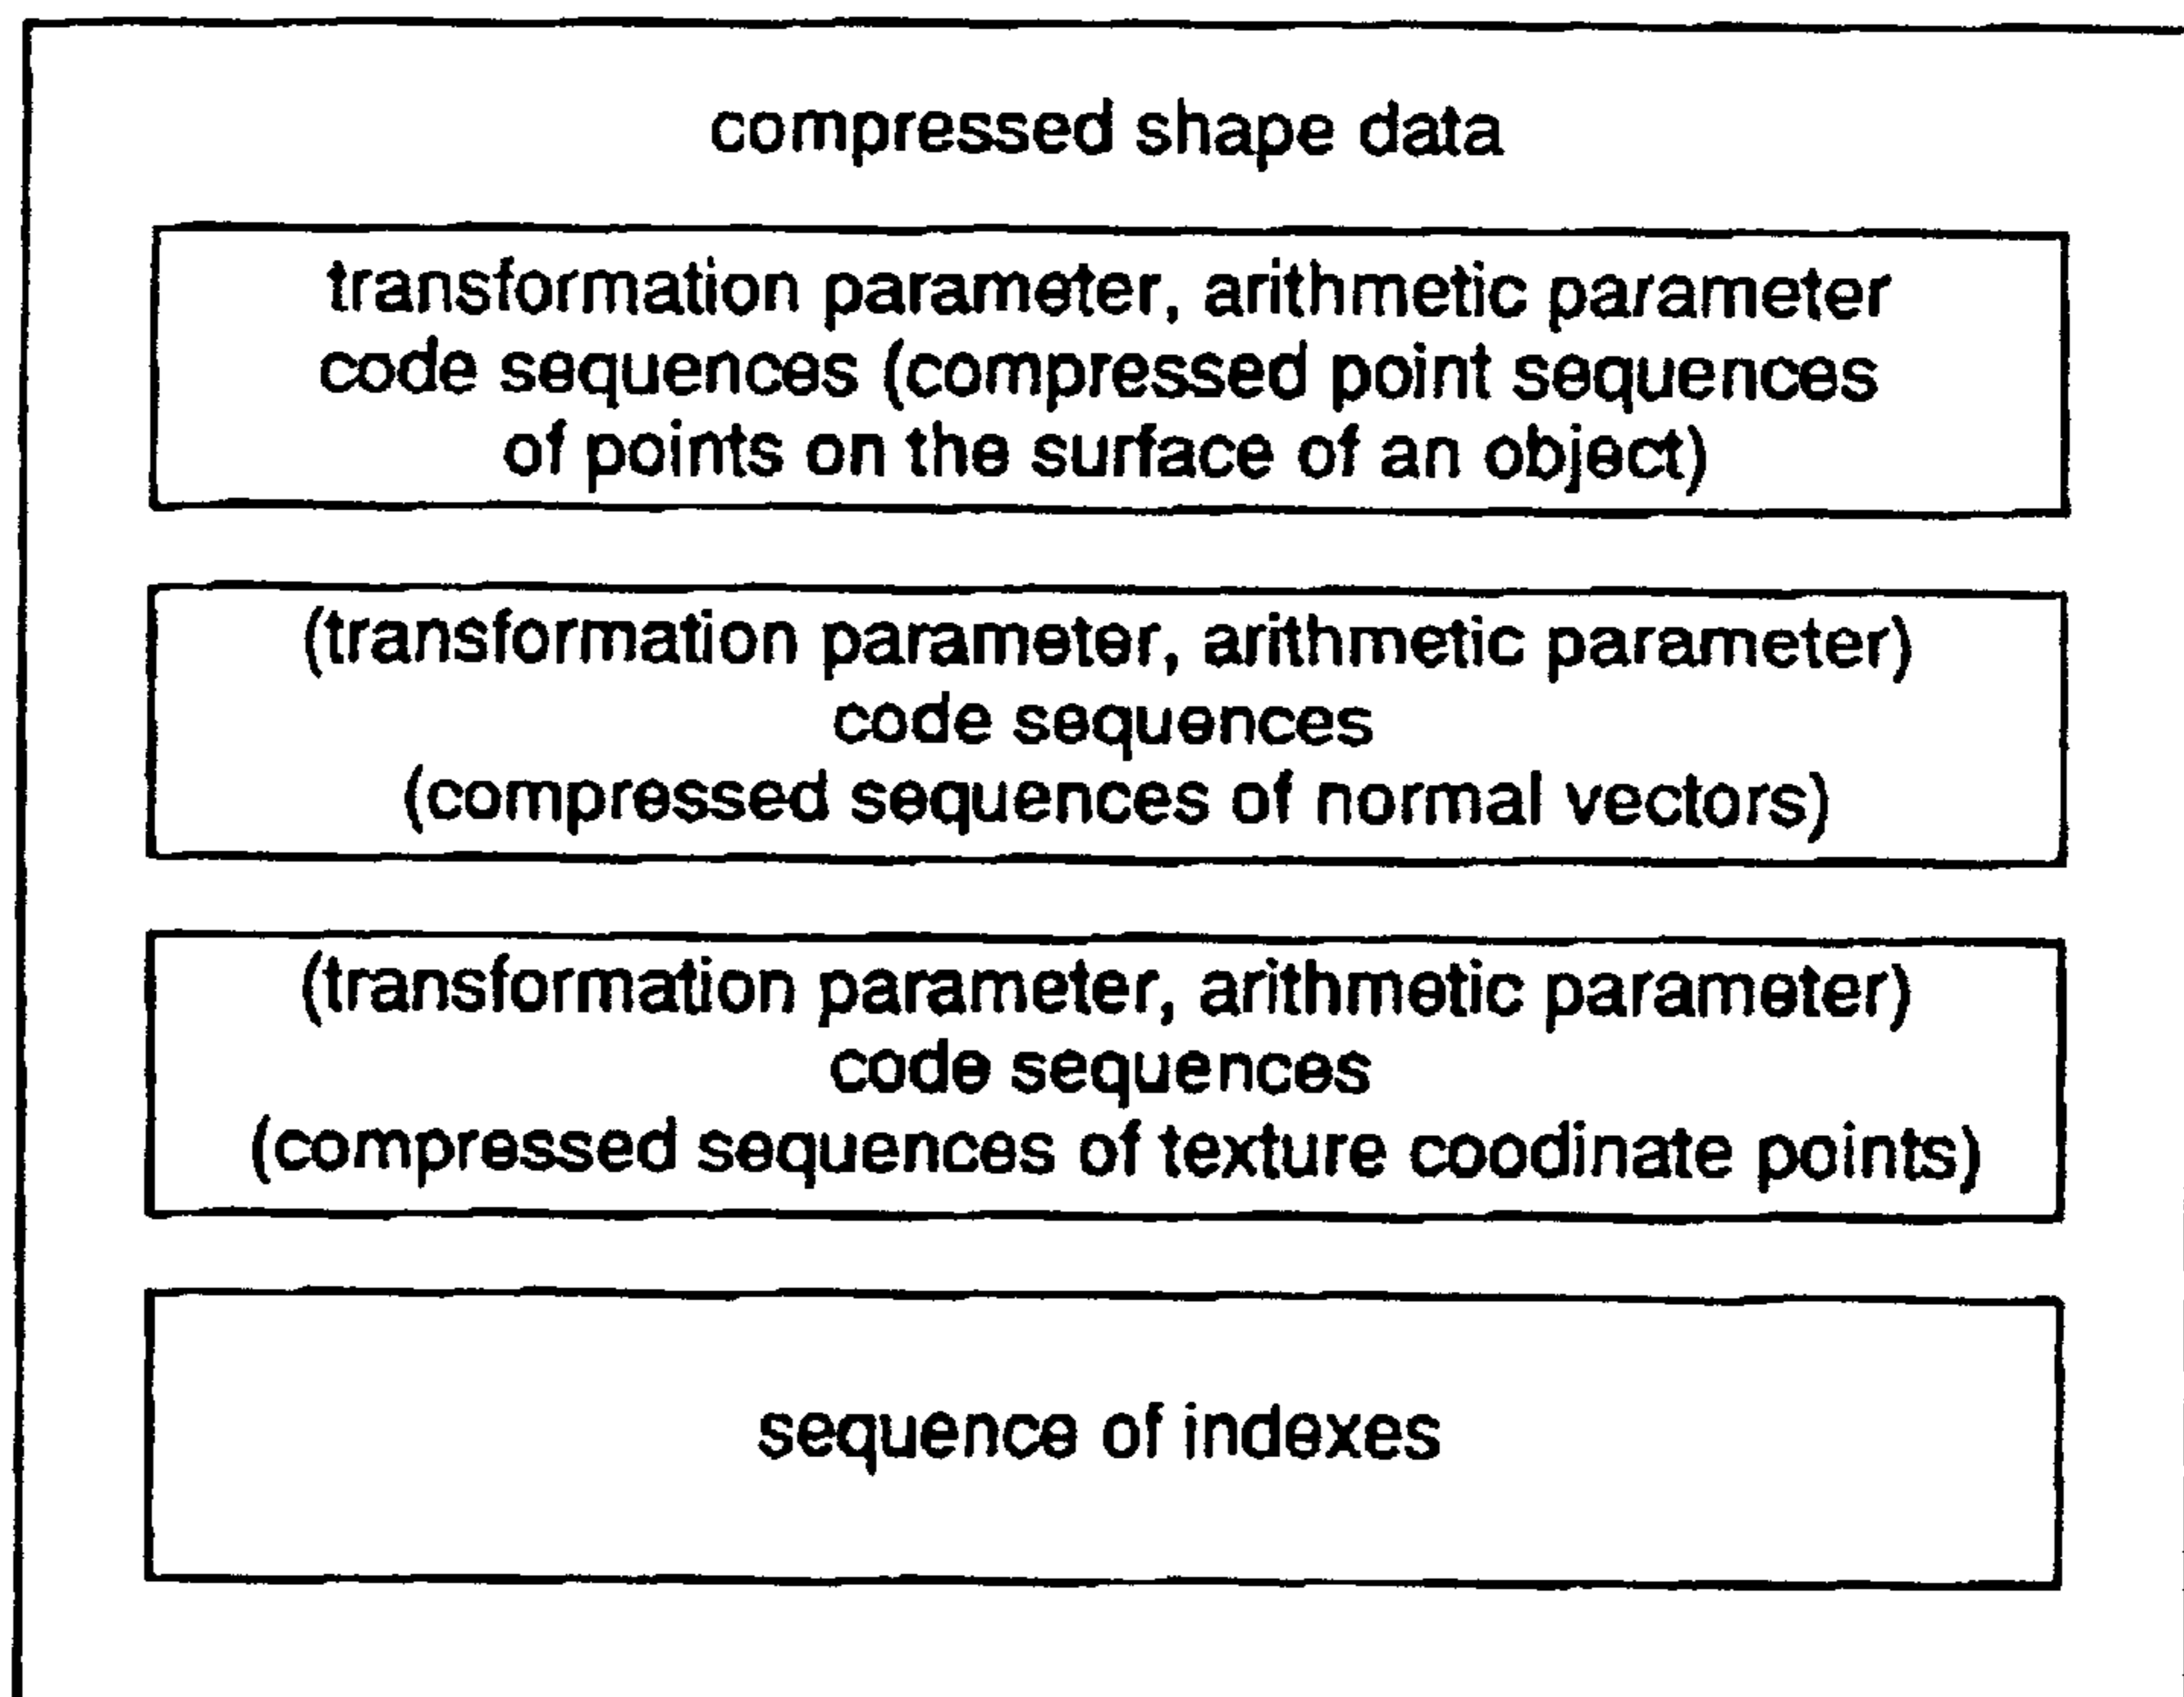 compressed shape data
transformation parameter, arithmetic parameter
code sequences (compressed point sequences
of points on the surface of an object)
(transformation parameter, arithmetic parameter)
code sequences
(compressed sequences of normal vectors)
(transformation parameter, arithmetic parameter)
code sequences
(compressed sequences of texture coodinate points)
sequence of indexes